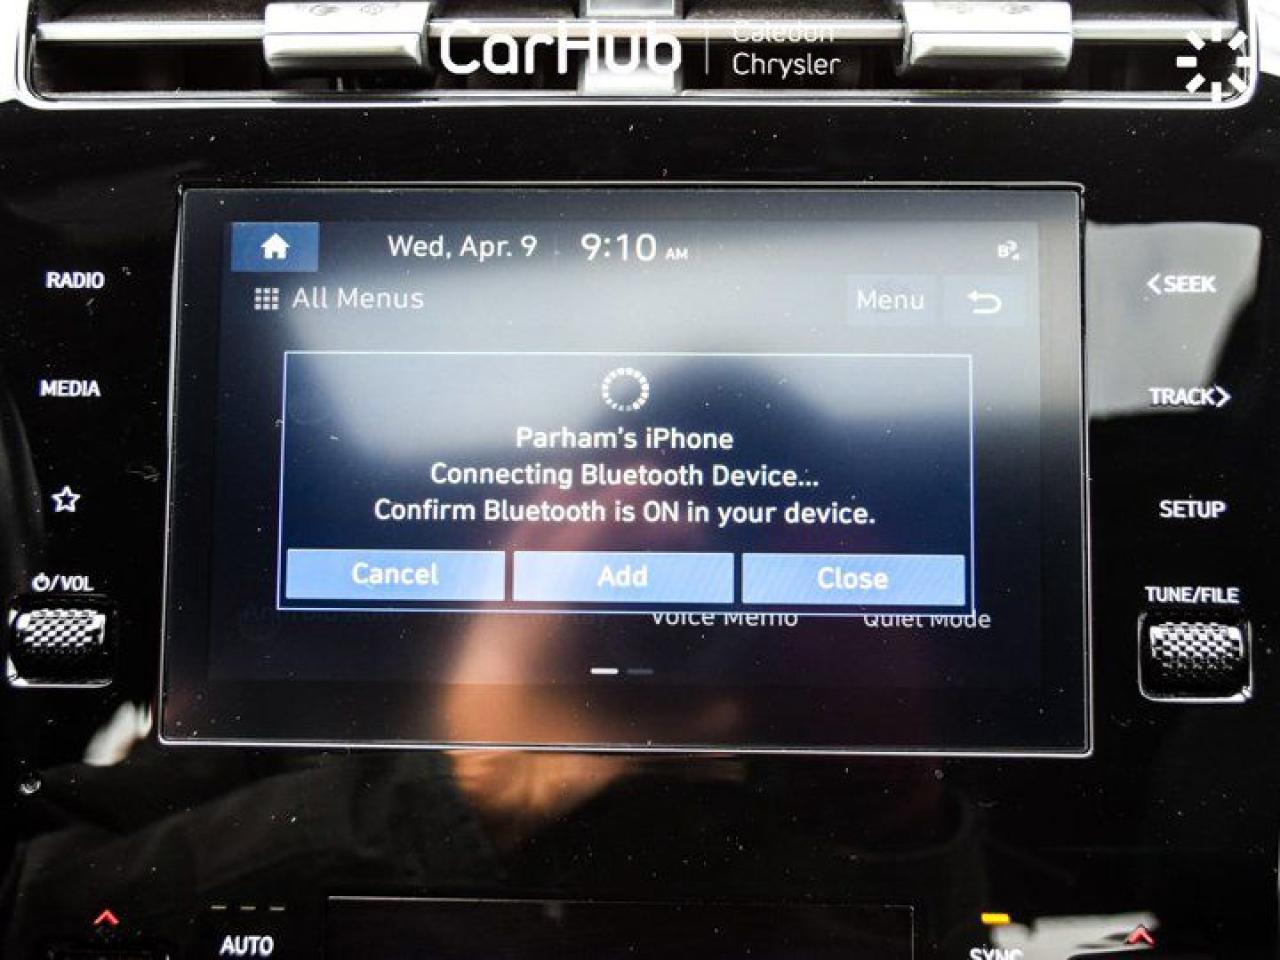 CarHub
Caledon
Chrysler
Wed, Apr. 9 9:10 AM
All Menus
Menu
RADIO
MEDIA
/VOL
<SEEK
TRACK>
SETUP
TUNE/FILE
Parham's iPhone
Connecting Bluetooth Device...
Confirm Bluetooth is ON in your device.
Cancel
Add
Close
Voice Memo
Quiet Mode
AUTO
SYNC